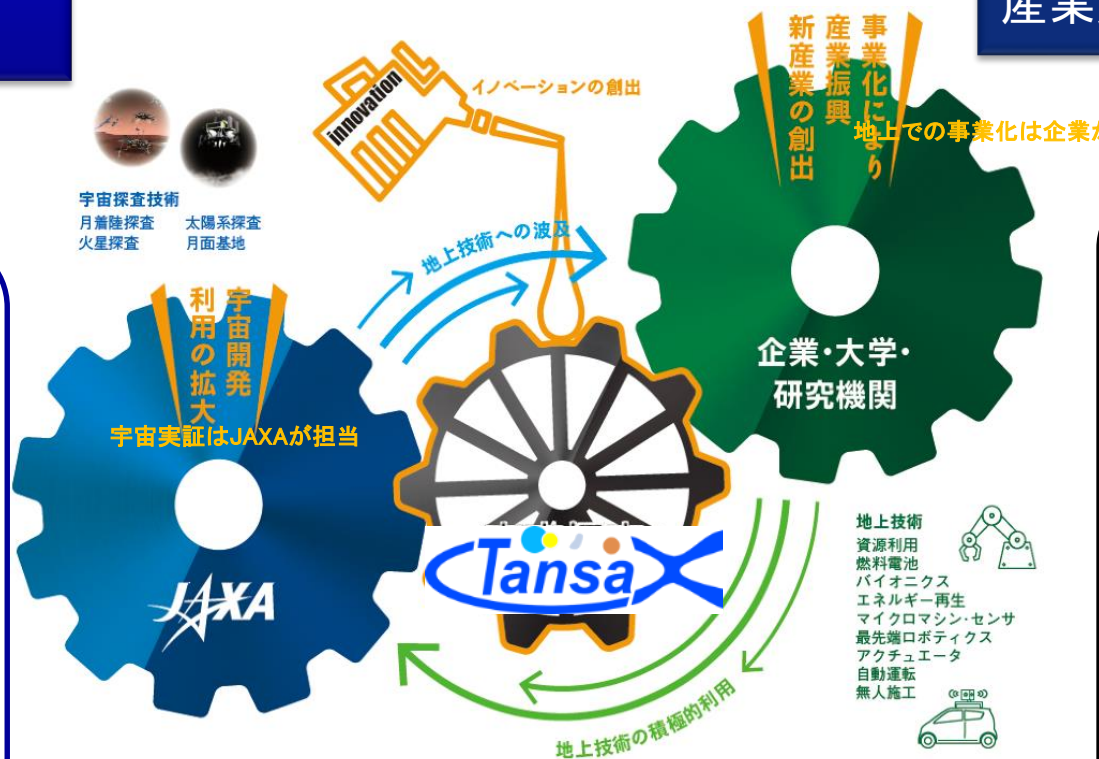 産業
innovation
イノベーションの創出
事業化により
産業振興
新産業の創出
地上での事業化は企業が
宇宙探査技術
月着陸探査 太陽系探査
火星探査 月面基地
地上技術への波及
宇宙開発
利用の拡大
宇宙実証はJAXAが担当
JAXA
企業・大学・
研究機関
Tansax
地上技術
資源利用
燃料電池
バイオニクス
エネルギー再生
マイクロマシン・センサ
最先端ロボティクス
アクチュエータ
自動運転
無人施工
地上技術の積極的利用